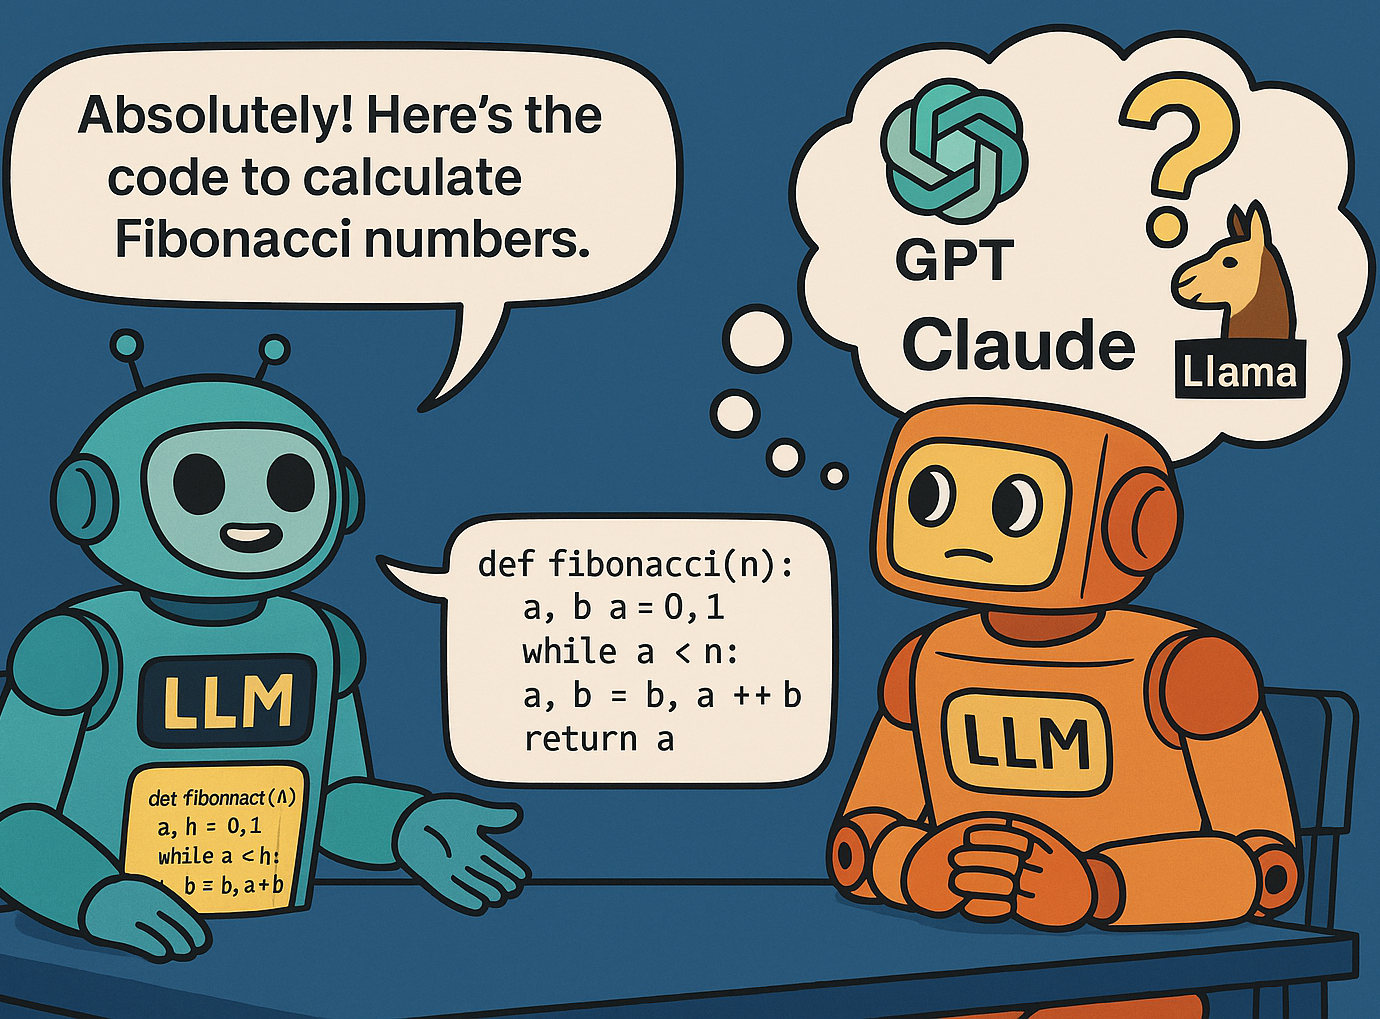 Absolutely! Here's the
code to calculate
Fibonacci numbers.
GPT
Claude
Llama
def fibonacci(n):
a, b a = 0, 1
while a < n:
a, b = b, a ++ b
return a
LLM
det fibonnact(Λ)
a, h = 0,1
while a < h:
b = b, a+b
LLM